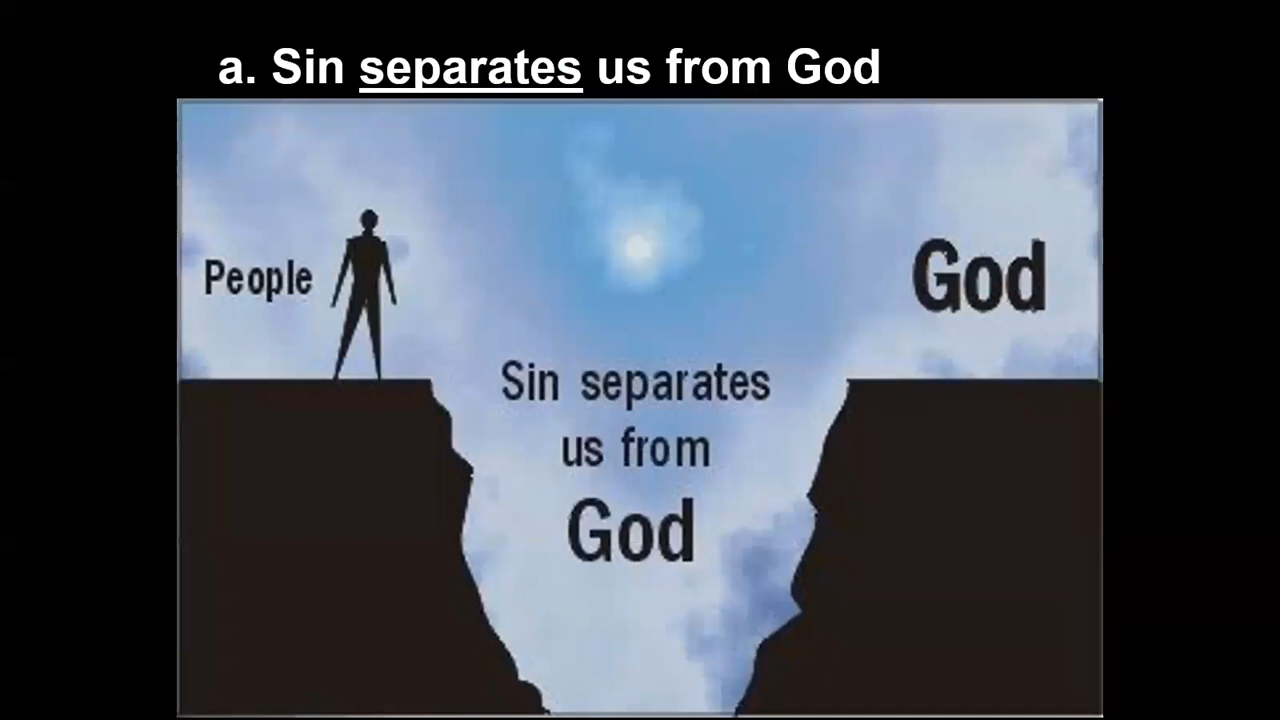 a. Sin separates us from God
People
God
Sin separates
us from
God